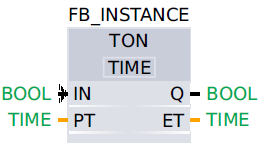 FB_INSTANCE
TON
TIME
BOOL IN Q BOOL
TIME PT ET TIME